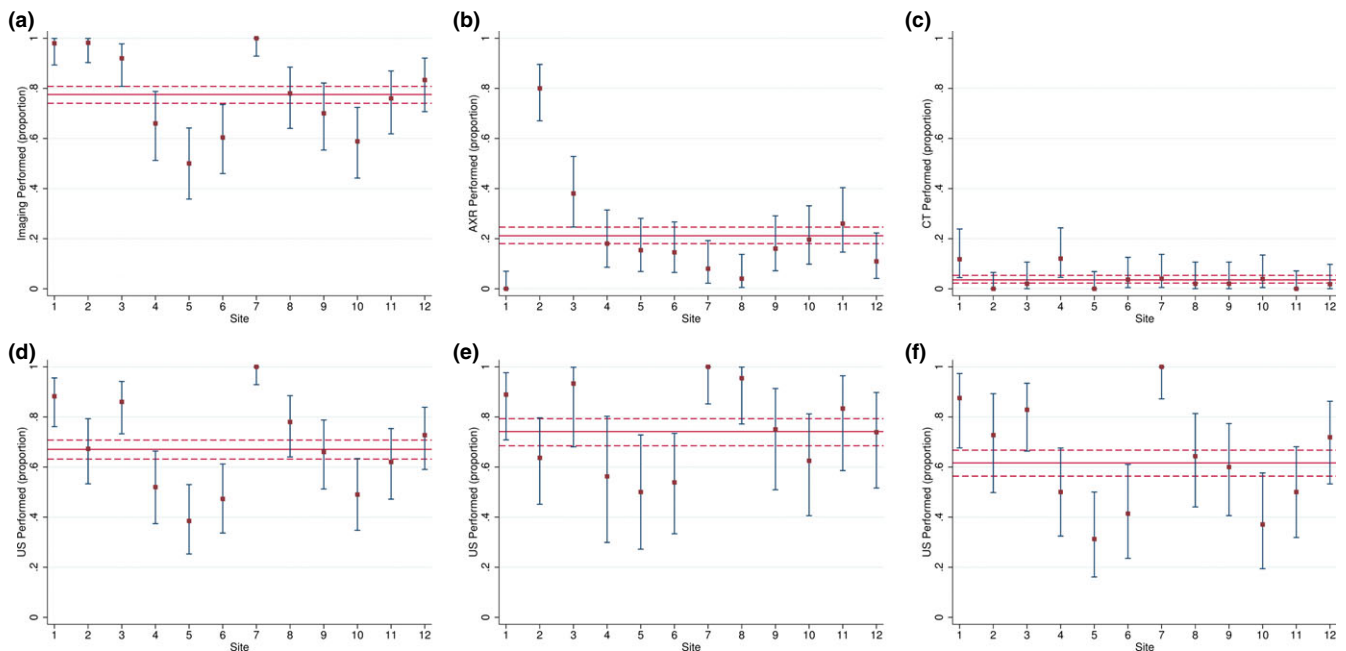 (a)
Imaging Performed (proportion)
0 .2 .4 .6 .8 1
1 2 3 4 5 6 7 8 9 10 11 12
Site
(b)
AXR Performed (proportion)
0 .2 .4 .6 .8 1
1 2 3 4 5 6 7 8 9 10 11 12
Site
(c)
CT Performed (proportion)
0 .2 .4 .6 .8 1
1 2 3 4 5 6 7 8 9 10 11 12
Site
(d)
US Performed (proportion)
0 .2 .4 .6 .8 1
1 2 3 4 5 6 7 8 9 10 11 12
Site
(e)
US Performed (proportion)
0 .2 .4 .6 .8 1
1 2 3 4 5 6 7 8 9 10 11 12
Site
(f)
US Performed (proportion)
0 .2 .4 .6 .8 1
1 2 3 4 5 6 7 8 9 10 11 12
Site